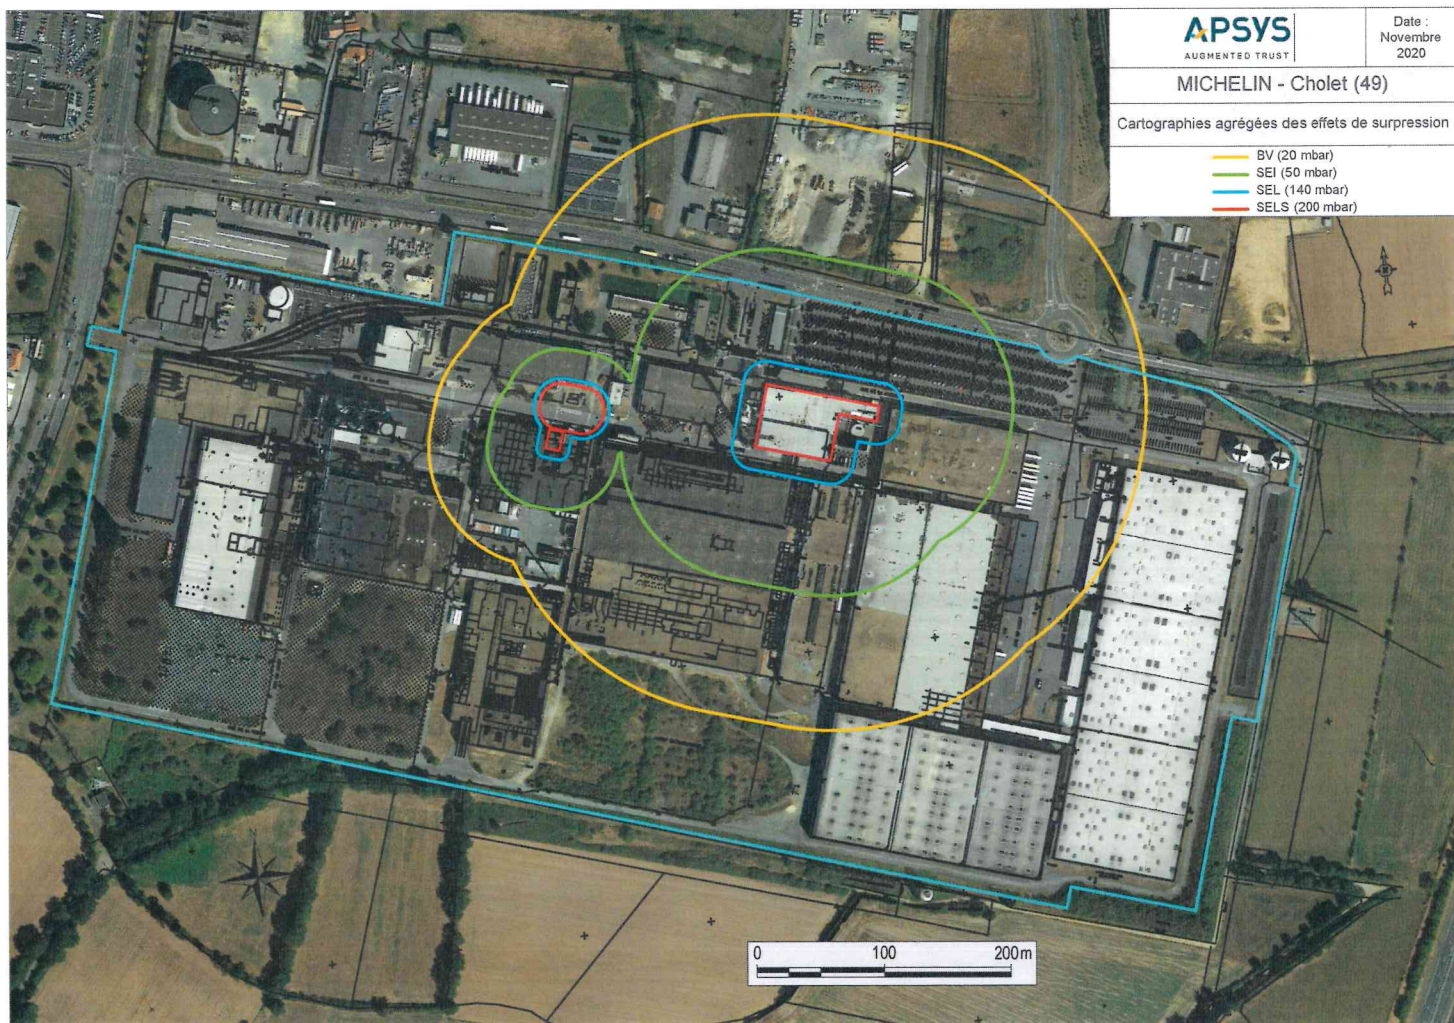 APSYS
AUGMENTED TRUST
Date :
Novembre
2020
MICHELIN - Cholet (49)
Cartographies agrégées des effets de surpression
BV (20 mbar)
SEI (50 mbar)
SEL (140 mbar)
SELS (200 mbar)
0 100 200m